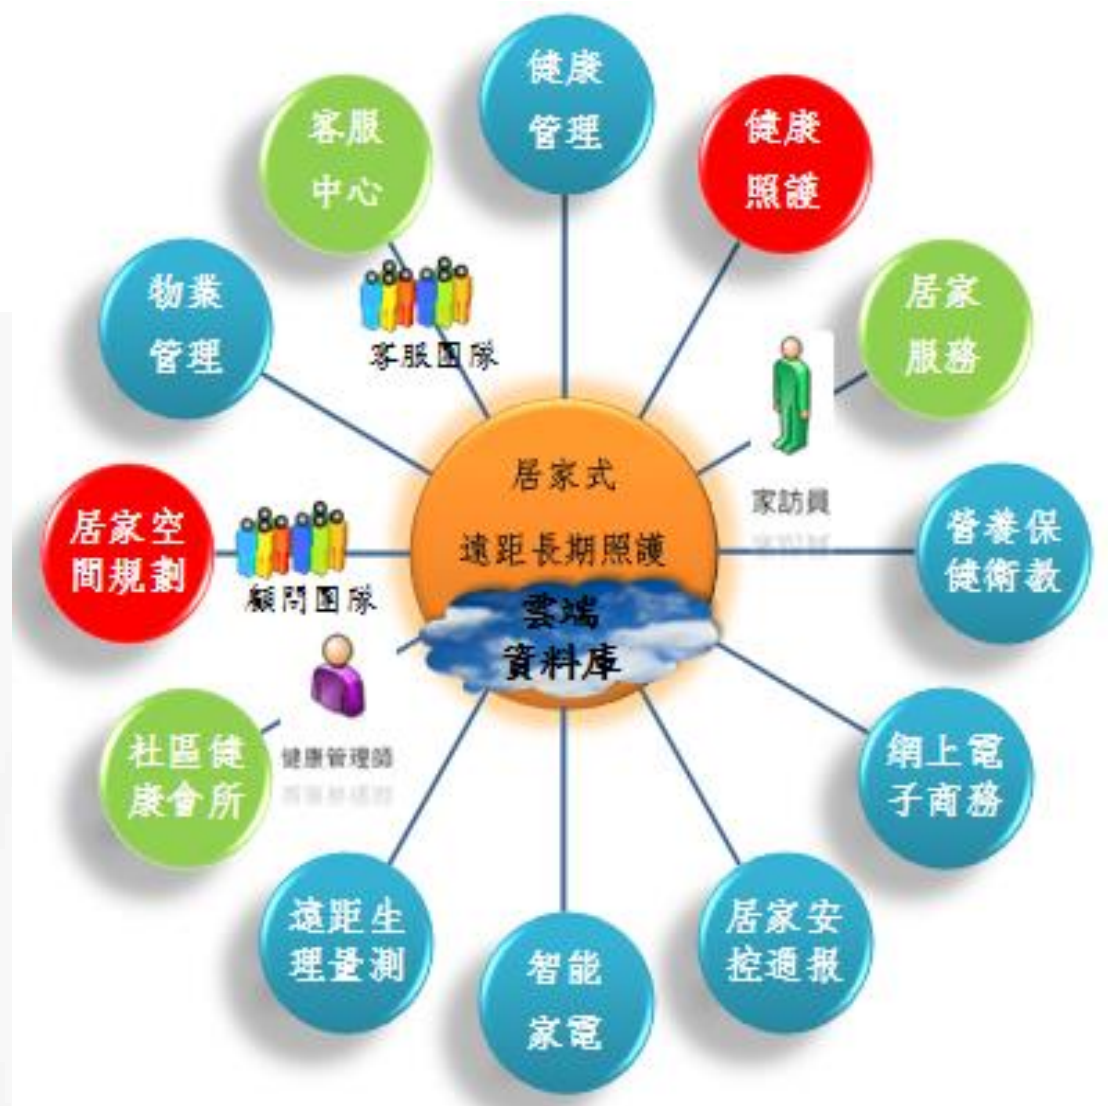 健康
管理
健康
照護
居家
服務
家訪員
營養保
健衛教
網上電
子商務
居家安
控通報
智能
家電
遠距生
理量測
社區健
康會所
健康管理師
居家空
間規劃
顧問團隊
物業
管理
客服
中心
客服團隊
居家式
遠距長期照護
雲端
資料庫